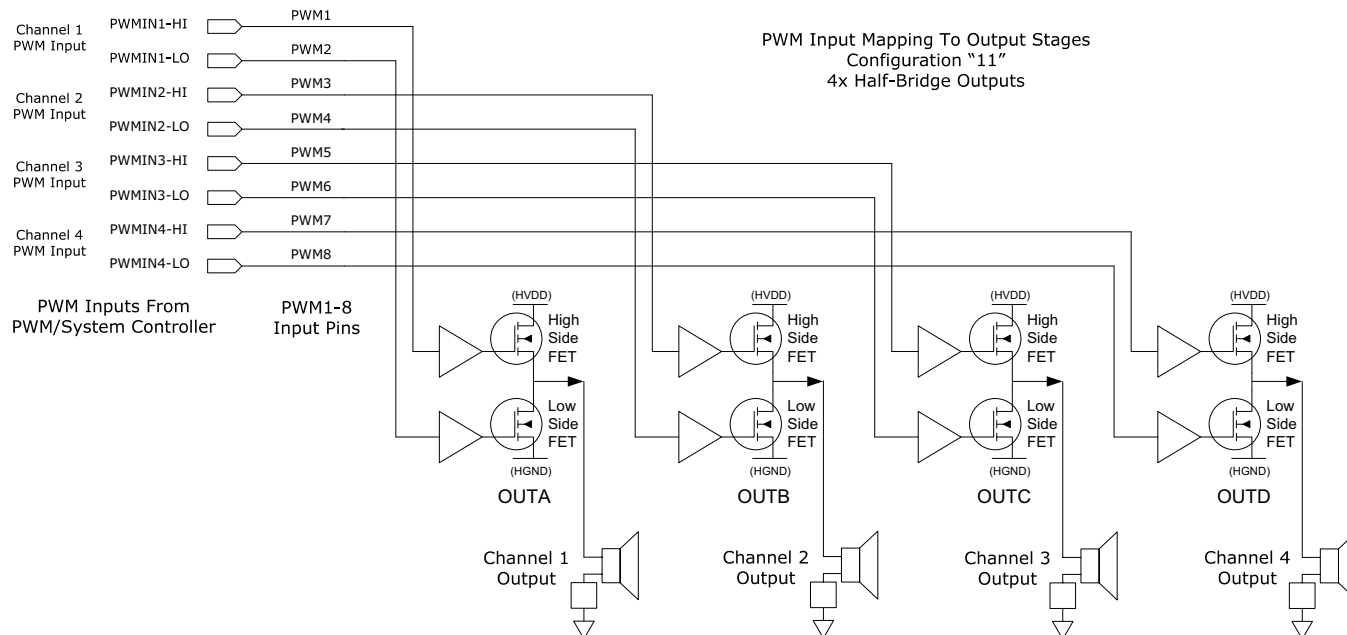 PWM Input Mapping To Output Stages
Configuration “11”
4x Half-Bridge Outputs
Channel 1
PWM Input
PWMIN1-HI
PWM1
PWMIN1-LO
PWM2
Channel 2
PWM Input
PWMIN2-HI
PWM3
PWMIN2-LO
PWM4
Channel 3
PWM Input
PWMIN3-HI
PWM5
PWMIN3-LO
PWM6
Channel 4
PWM Input
PWMIN4-HI
PWM7
PWMIN4-LO
PWM8
PWM Inputs From
PWM/System Controller
PWM1-8
Input Pins
(HVDD)
High
Side
FET
Low
Side
FET
(HGND)
OUTA
Channel 1
Output
(HVDD)
High
Side
FET
Low
Side
FET
(HGND)
OUTB
Channel 2
Output
(HVDD)
High
Side
FET
Low
Side
FET
(HGND)
OUTC
Channel 3
Output
(HVDD)
High
Side
FET
Low
Side
FET
(HGND)
OUTD
Channel 4
Output